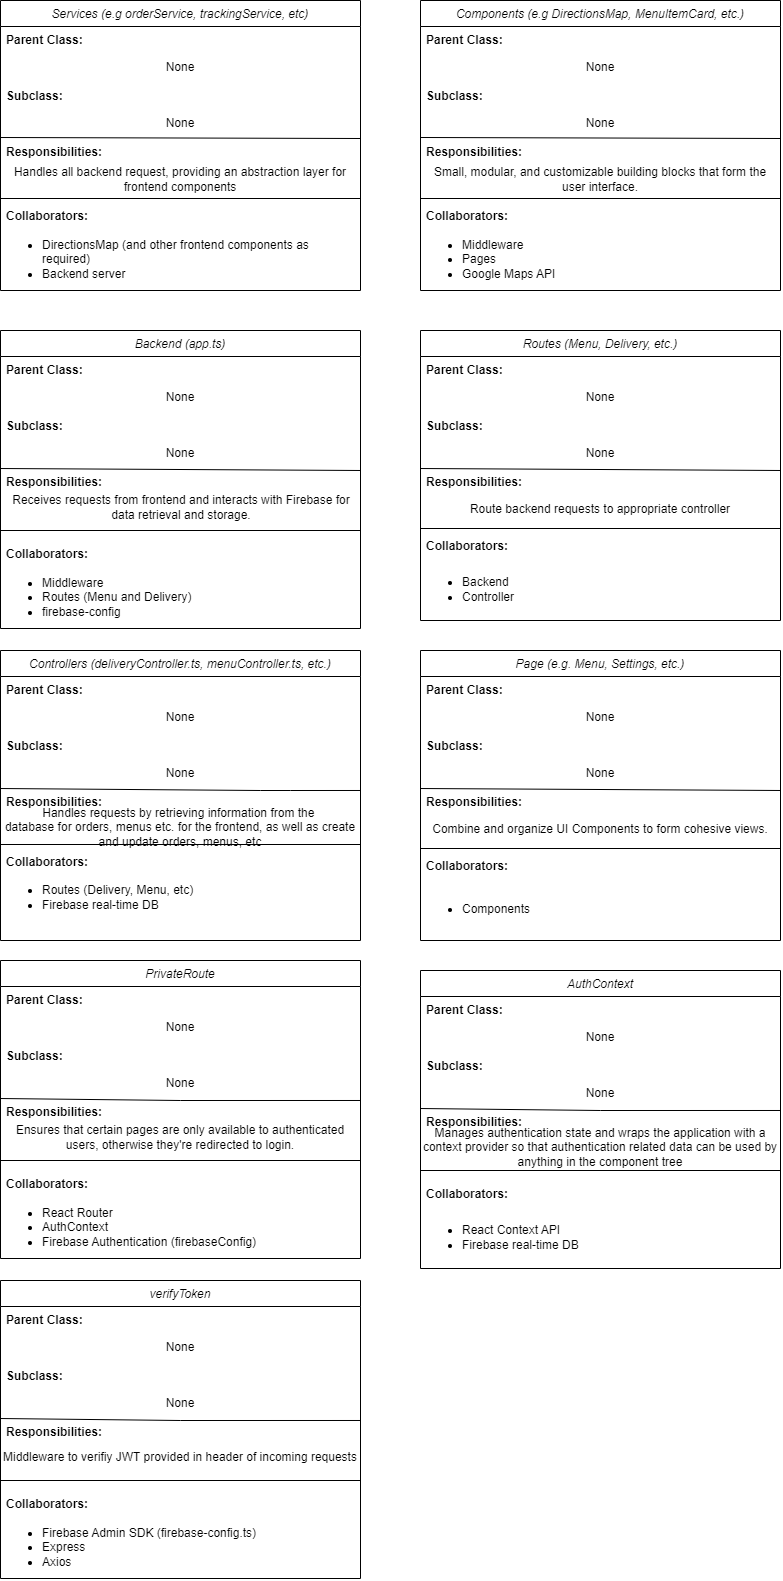 Services (e.g orderService, trackingService, etc)
Parent Class:
None
Subclass:
None
Responsibilities:
Handles all backend request, providing an abstraction layer for
frontend components
Collaborators:
DirectionsMap (and other frontend components as
required)
Backend server
Components (e.g DirectionsMap, MenuItemCard, etc.)
Parent Class:
None
Subclass:
None
Responsibilities:
Small, modular, and customizable building blocks that form the
user interface.
Collaborators:
Middleware
Pages
Google Maps API
Backend (app.ts)
Parent Class:
None
Subclass:
None
Responsibilities:
Receives requests from frontend and interacts with Firebase for
data retrieval and storage.
Collaborators:
Middleware
Routes (Menu and Delivery)
firebase-config
Routes (Menu, Delivery, etc.)
Parent Class:
None
Subclass:
None
Responsibilities:
Route backend requests to appropriate controller
Collaborators:
Backend
Controller
Controllers (deliveryController.ts, menuController.ts, etc.)
Parent Class:
None
Subclass:
None
Responsibilities:
Handles requests by retrieving information from the
database for orders, menus etc. for the frontend, as well as create
and update orders, menus, etc
Collaborators:
Routes (Delivery, Menu, etc)
Firebase real-time DB
Page (e.g. Menu, Settings, etc.)
Parent Class:
None
Subclass:
None
Responsibilities:
Combine and organize UI Components to form cohesive views.
Collaborators:
Components
PrivateRoute
Parent Class:
None
Subclass:
None
Responsibilities:
Ensures that certain pages are only available to authenticated
users, otherwise they're redirected to login.
Collaborators:
React Router
AuthContext
Firebase Authentication (firebaseConfig)
AuthContext
Parent Class:
None
Subclass:
None
Responsibilities:
Manages authentication state and wraps the application with a
context provider so that authentication related data can be used by
anything in the component tree
Collaborators:
React Context API
Firebase real-time DB
verifyToken
Parent Class:
None
Subclass:
None
Responsibilities:
Middleware to verifiy JWT provided in header of incoming requests
Collaborators:
Firebase Admin SDK (firebase-config.ts)
Express
Axios